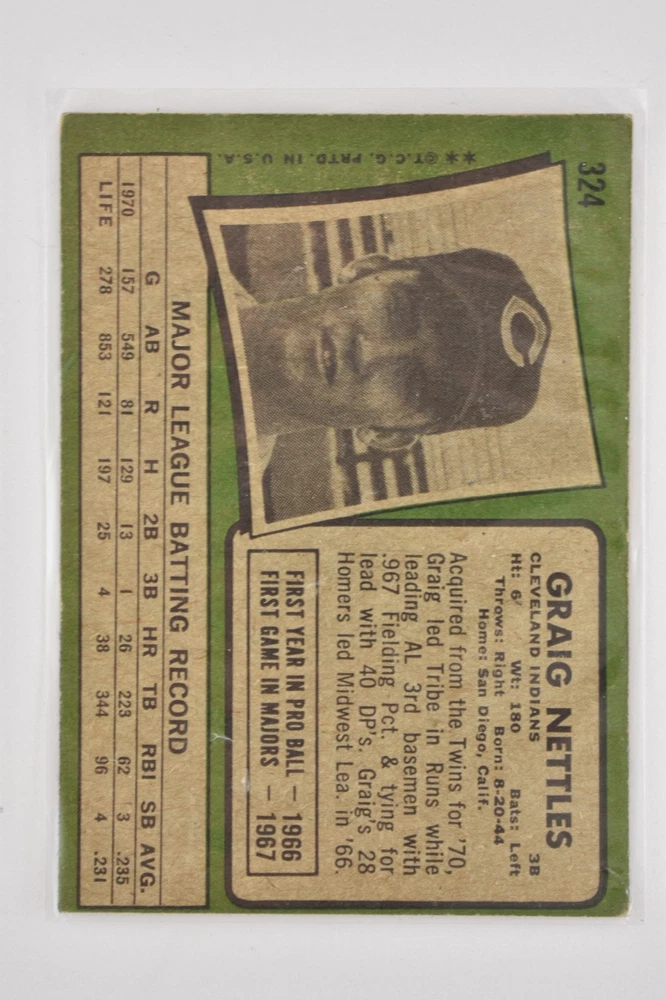 324
**©T.C.G. PRTD. IN U.S.A.
GRAIG NETTLES 3B
CLEVELAND INDIANS
Ht: 6' Wt: 180 Bats: Left
Throws: Right Born: 8-20-44
Home: San Diego, Calif.
Acquired from the Twins for '70,
Graig led Tribe in Runs while
leading AL 3rd basemen with
.967 Fielding Pct. & tying for
lead with 40 DP's. Graig's 28
Homers led Midwest Lea. in '66.
FIRST YEAR IN PRO BALL — 1966
FIRST GAME IN MAJORS — 1967
MAJOR LEAGUE BATTING RECORD
G AB R H 2B 3B HR TB RBI SB AVG.
1970 157 549 81 129 13 1 26 223 62 3 .235
LIFE 278 853 121 197 25 4 38 344 96 4 .231
C